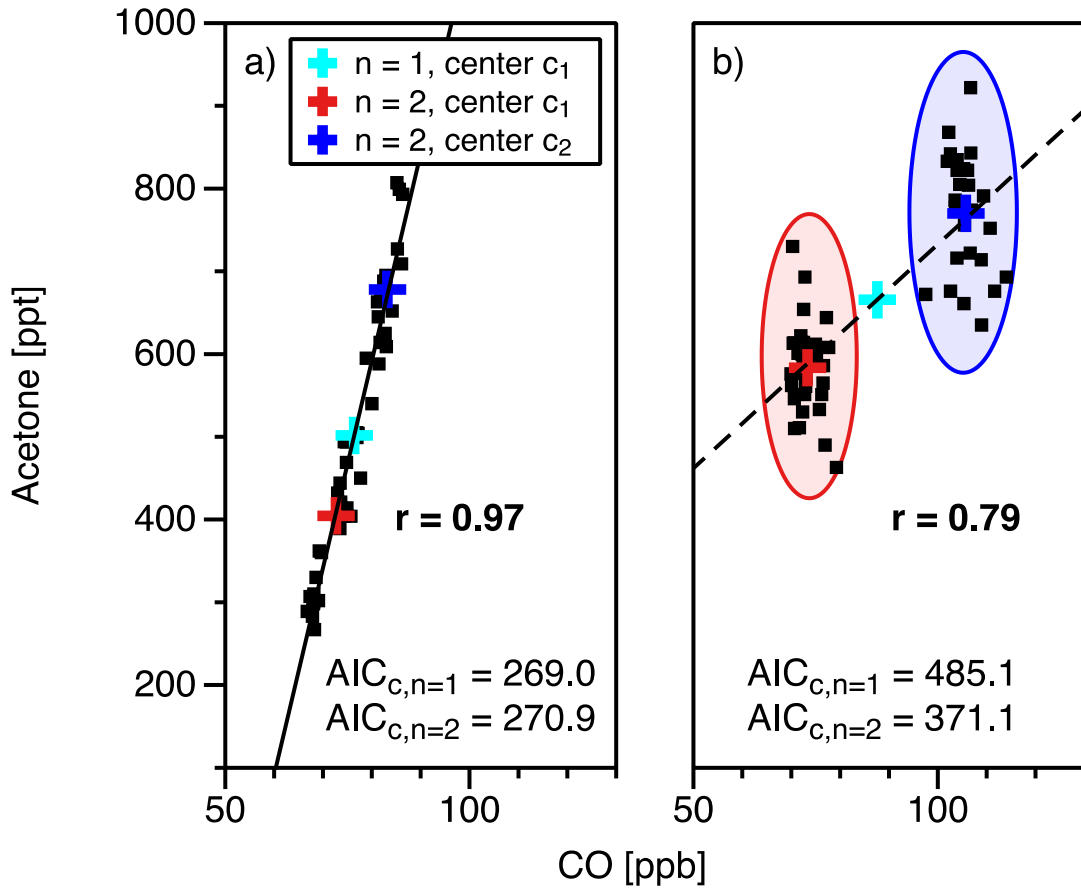 1000
800
600
400
200
Acetone [ppt]
a)
n = 1, center c₁
n = 2, center c₁
n = 2, center c₂
r = 0.97
AICc,n=1 = 269.0
AICc,n=2 = 270.9
50
100
b)
r = 0.79
AICc,n=1 = 485.1
AICc,n=2 = 371.1
50
100
CO [ppb]